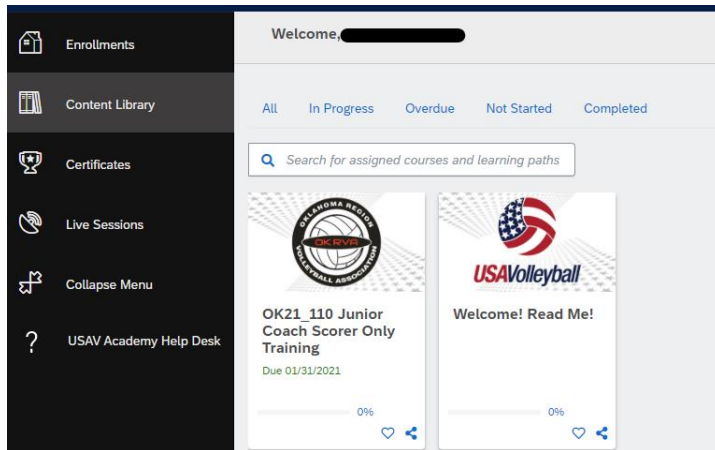 Enrollments
Content Library
Certificates
Live Sessions
Collapse Menu
? USAV Academy Help Desk
Welcome,
All In Progress Overdue Not Started Completed
Search for assigned courses and learning paths
OKLAHOMA REGION
OKRVA
VOLLEYBALL ASSOCIATION
OK21_110 Junior
Coach Scorer Only
Training
Due 01/31/2021
0%
USAVolleyball
Welcome! Read Me!
0%